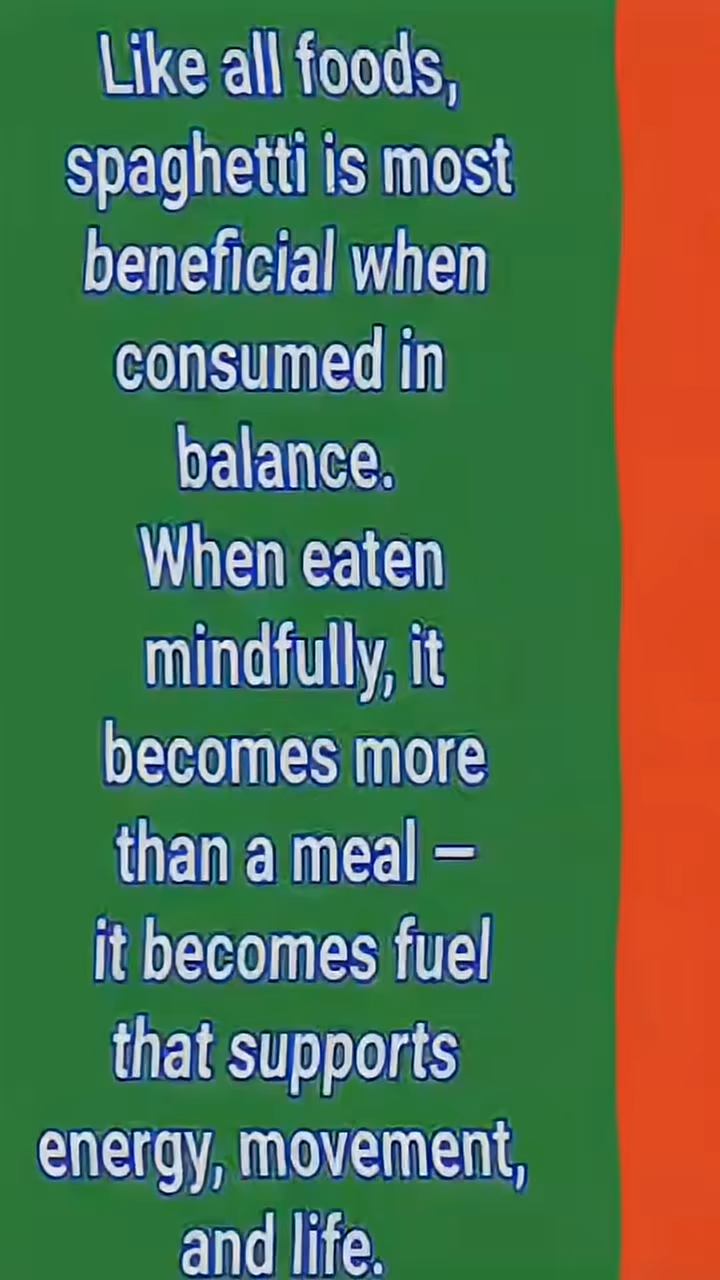 Like all foods,
spaghetti is most
beneficial when
consumed in
balance.
When eaten
mindfully, it
becomes more
than a meal —
it becomes fuel
that supports
energy, movement,
and life.